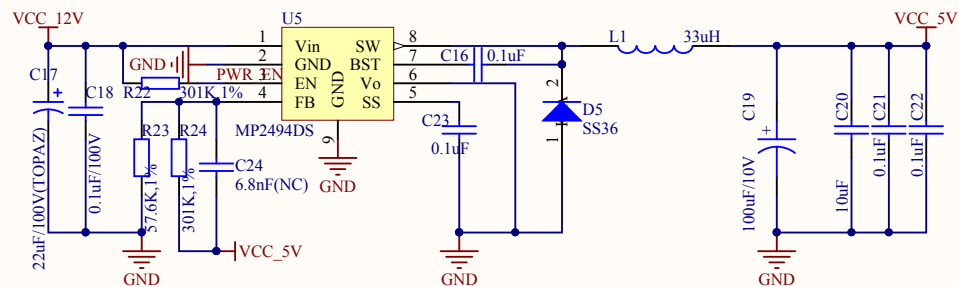 VCC_12V
U5
VCC_5V
1
Vin
SW
8
L1
33uH
2
GND
BST
7
C16
0.1uF
GND
PWR_EN
3
EN
Vo
6
R22
301K,1%
4
FB
SS
5
GND
9
MP2494DS
GND
C17
22uF/100V(TOPAZ)
C18
0.1uF/100V
R23
57.6K,1%
R24
301K,1%
C24
6.8nF(NC)
VCC_5V
GND
C23
0.1uF
GND
2
D5
SS36
1
C19
100uF/10V
C20
10uF
C21
0.1uF
C22
0.1uF
GND